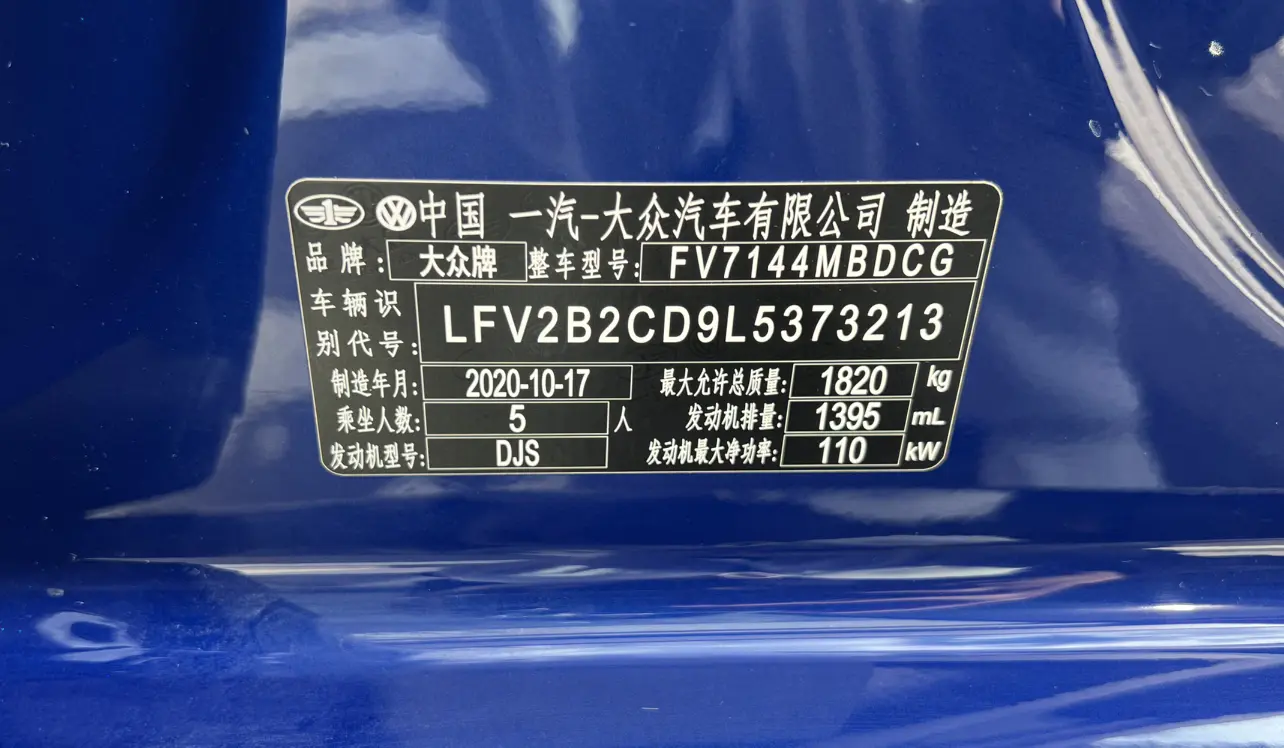 中国 一汽-大众汽车有限公司 制造
品牌: 大众牌 整车型号: FV7144MBDCG
车辆识别代号: LFV2B2CD9L5373213
制造年月: 2020-10-17 最大允许总质量: 1820 kg
乘坐人数: 5 人 发动机排量: 1395 mL
发动机型号: DJS 发动机最大净功率: 110 kW